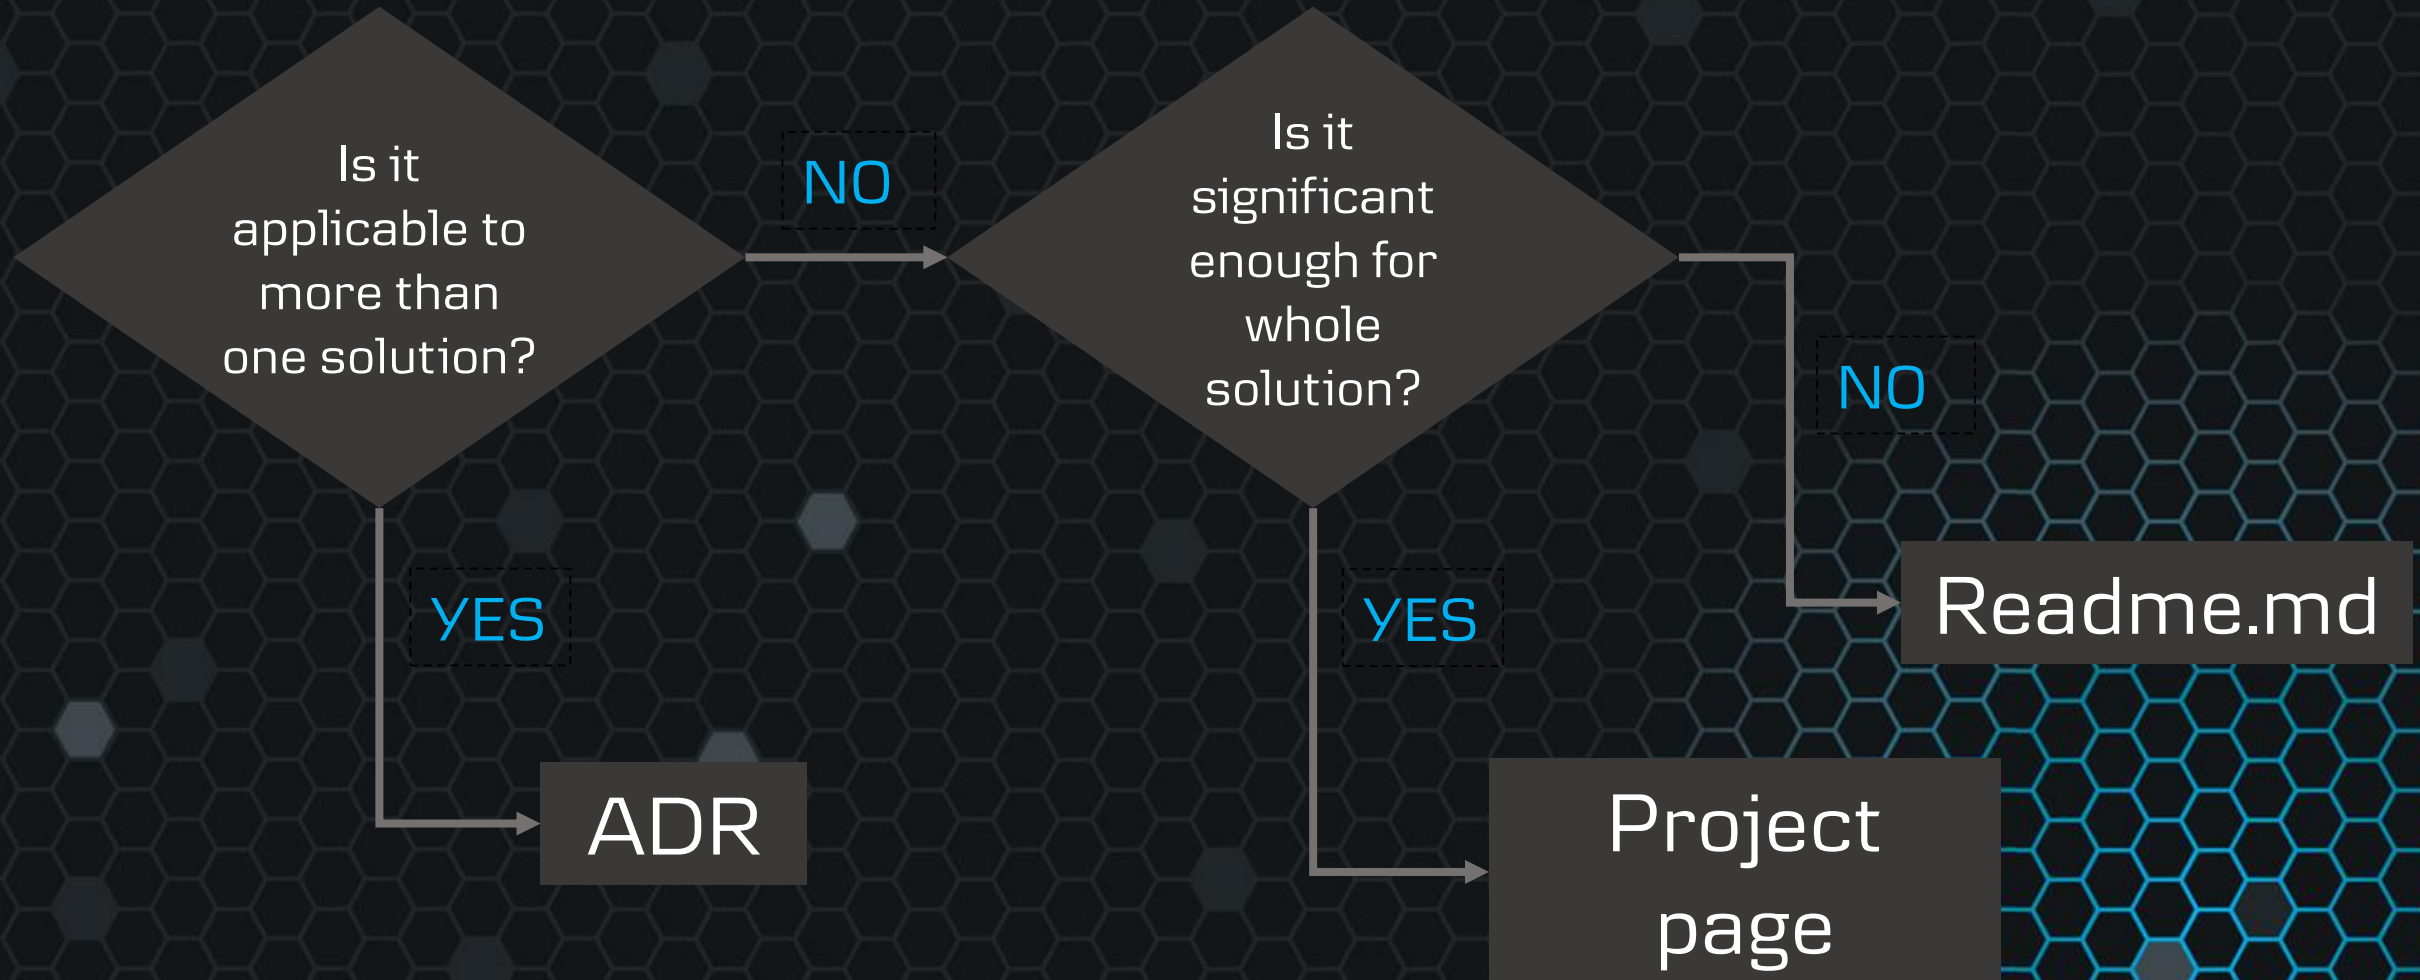 Is it
applicable to
more than
one solution?
NO
Is it
significant
enough for
whole
solution?
NO
YES
YES
Readme.md
ADR
Project
page